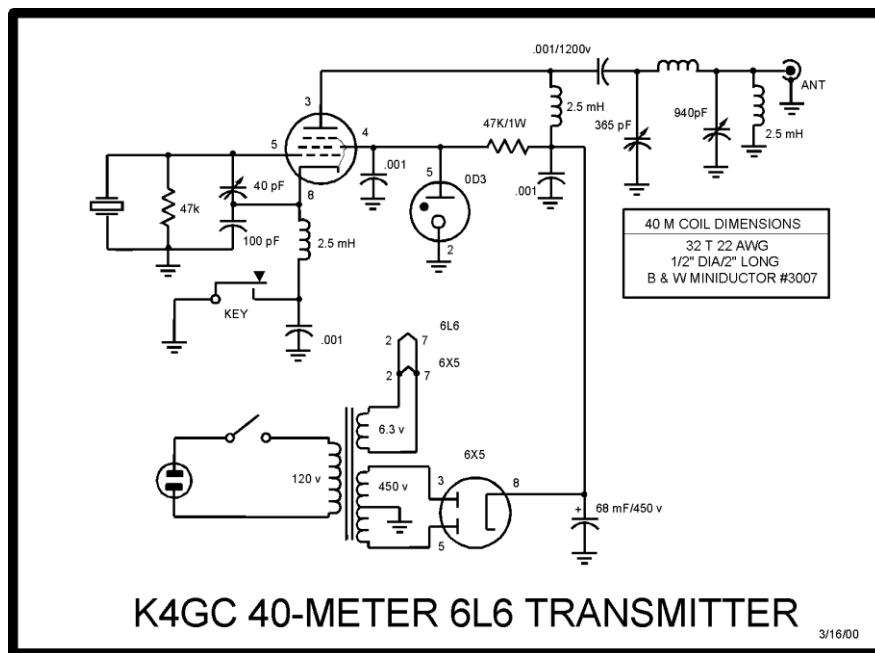 .001/1200v
ANT
3
2.5 mH
47K/1W
365 pF
940pF
2.5 mH
4
5
.001
5
0D3
.001
40 pF
8
47k
100 pF
2.5 mH
2
40 M COIL DIMENSIONS
32 T 22 AWG
1/2" DIA/2" LONG
B & W MINIDUCTOR #3007
KEY
.001
6L6
2
7
6X5
2
7
6.3 v
6X5
120 v
450 v
3
8
5
+
68 mF/450 v
K4GC 40-METER 6L6 TRANSMITTER
3/16/00